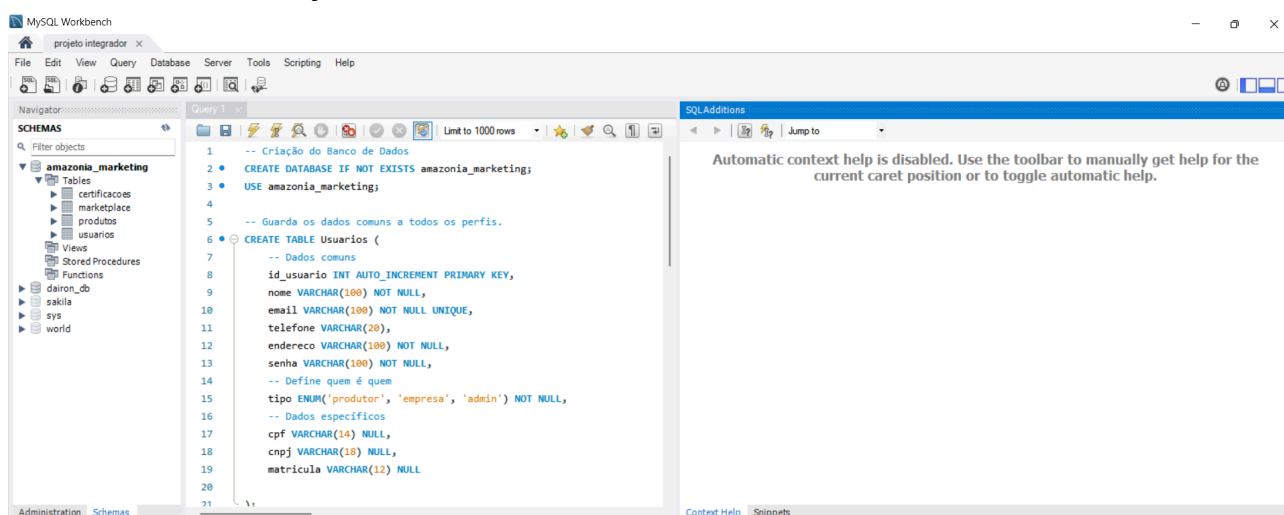 MySQL Workbench
projeto integrador ×
File Edit View Query Database Server Tools Scripting Help
Navigator
SCHEMAS
Filter objects
amazonia_marketing
Tables
certificacoes
marketplace
produtos
usuarios
Views
Stored Procedures
Functions
dairon_db
sakila
sys
world
Administration Schemas
Query 1 ×
Limit to 1000 rows
1 -- Criação do Banco de Dados
2 CREATE DATABASE IF NOT EXISTS amazonia_marketing;
3 USE amazonia_marketing;
4
5 -- Guarda os dados comuns a todos os perfis.
6 CREATE TABLE Usuarios (
7 -- Dados comuns
8 id_usuario INT AUTO_INCREMENT PRIMARY KEY,
9 nome VARCHAR(100) NOT NULL,
10 email VARCHAR(100) NOT NULL UNIQUE,
11 telefone VARCHAR(20),
12 endereco VARCHAR(100) NOT NULL,
13 senha VARCHAR(100) NOT NULL,
14 -- Define quem é quem
15 tipo ENUM('produtor', 'empresa', 'admin') NOT NULL,
16 -- Dados específicos
17 cpf VARCHAR(14) NULL,
18 cnpj VARCHAR(18) NULL,
19 matricula VARCHAR(12) NULL
20
21 );
SQLAdditions
Jump to
Automatic context help is disabled. Use the toolbar to manually get help for the
current caret position or to toggle automatic help.
Context Help Snippets